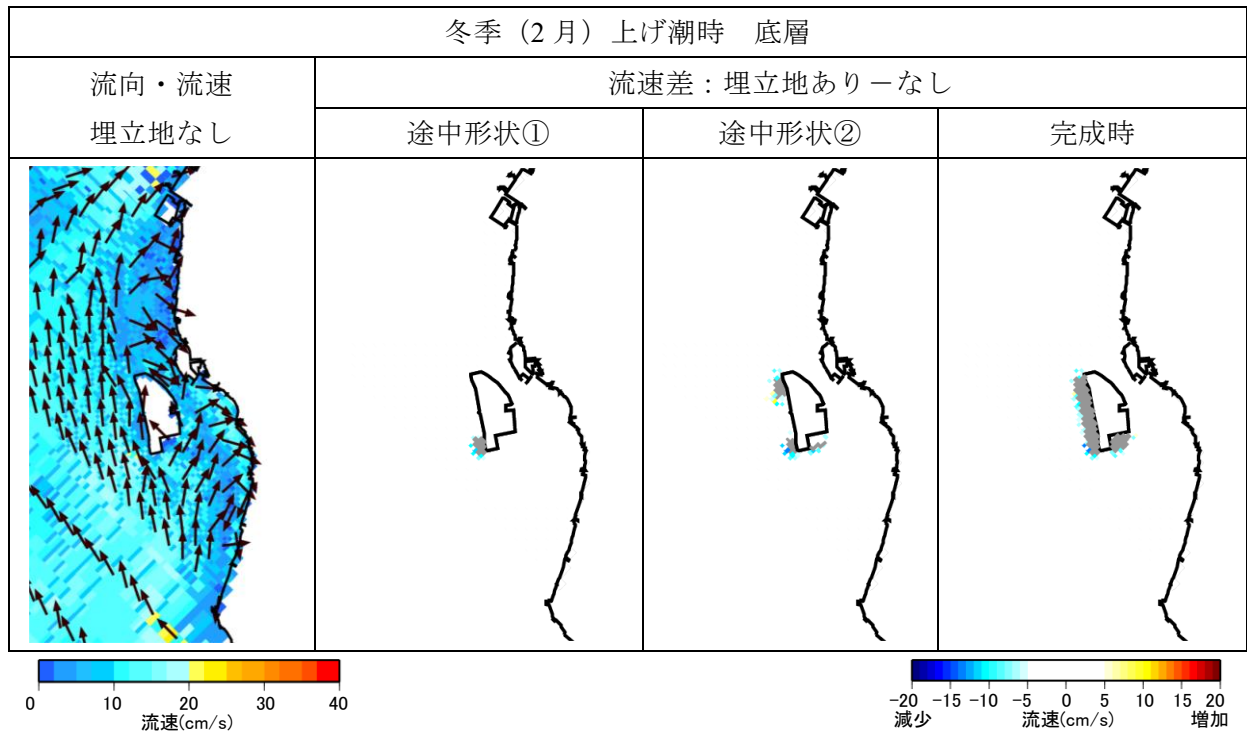 冬季（2 月）上げ潮時　底層
流向・流速
埋立地なし
流速差：埋立地あり－なし
途中形状①
途中形状②
完成時
0 10 20 30 40
流速(cm/s)
-20 -15 -10 -5 0 5 10 15 20
減少 流速(cm/s) 増加